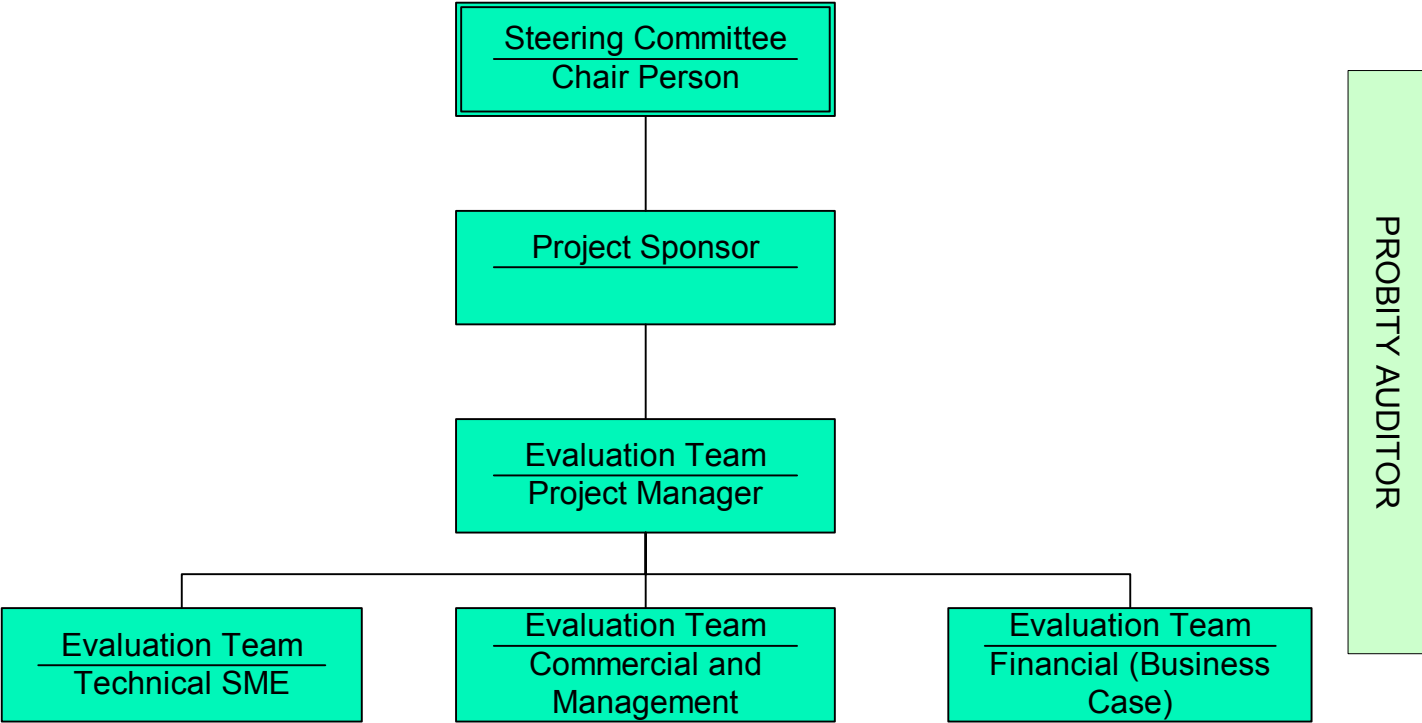 Steering Committee
Chair Person
Project Sponsor
Evaluation Team
Project Manager
Evaluation Team
Technical SME
Evaluation Team
Commercial and
Management
Evaluation Team
Financial (Business
Case)
PROBITY AUDITOR